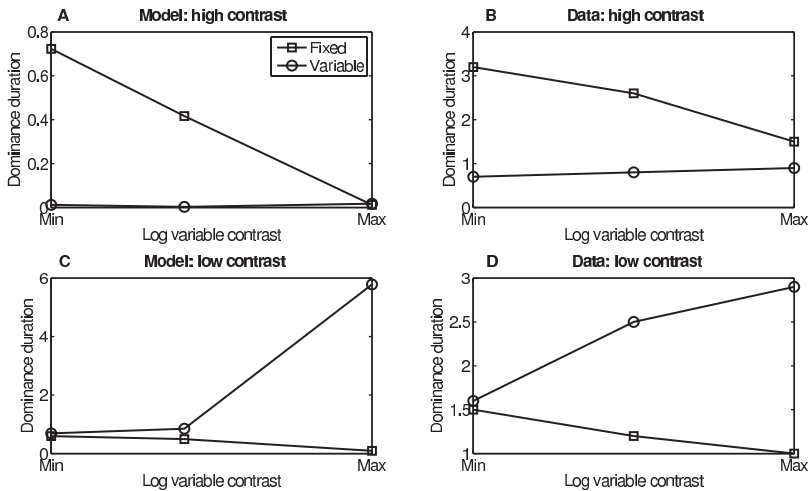 A Model: high contrast
0.8
0.6
0.4
0.2
0
Dominance duration
Fixed
Variable
Min Max
Log variable contrast
B Data: high contrast
4
3
2
1
0
Dominance duration
Min Max
Log variable contrast
C Model: low contrast
6
4
2
0
Dominance duration
Min Max
Log variable contrast
D Data: low contrast
3
2.5
2
1.5
1
Dominance duration
Min Max
Log variable contrast